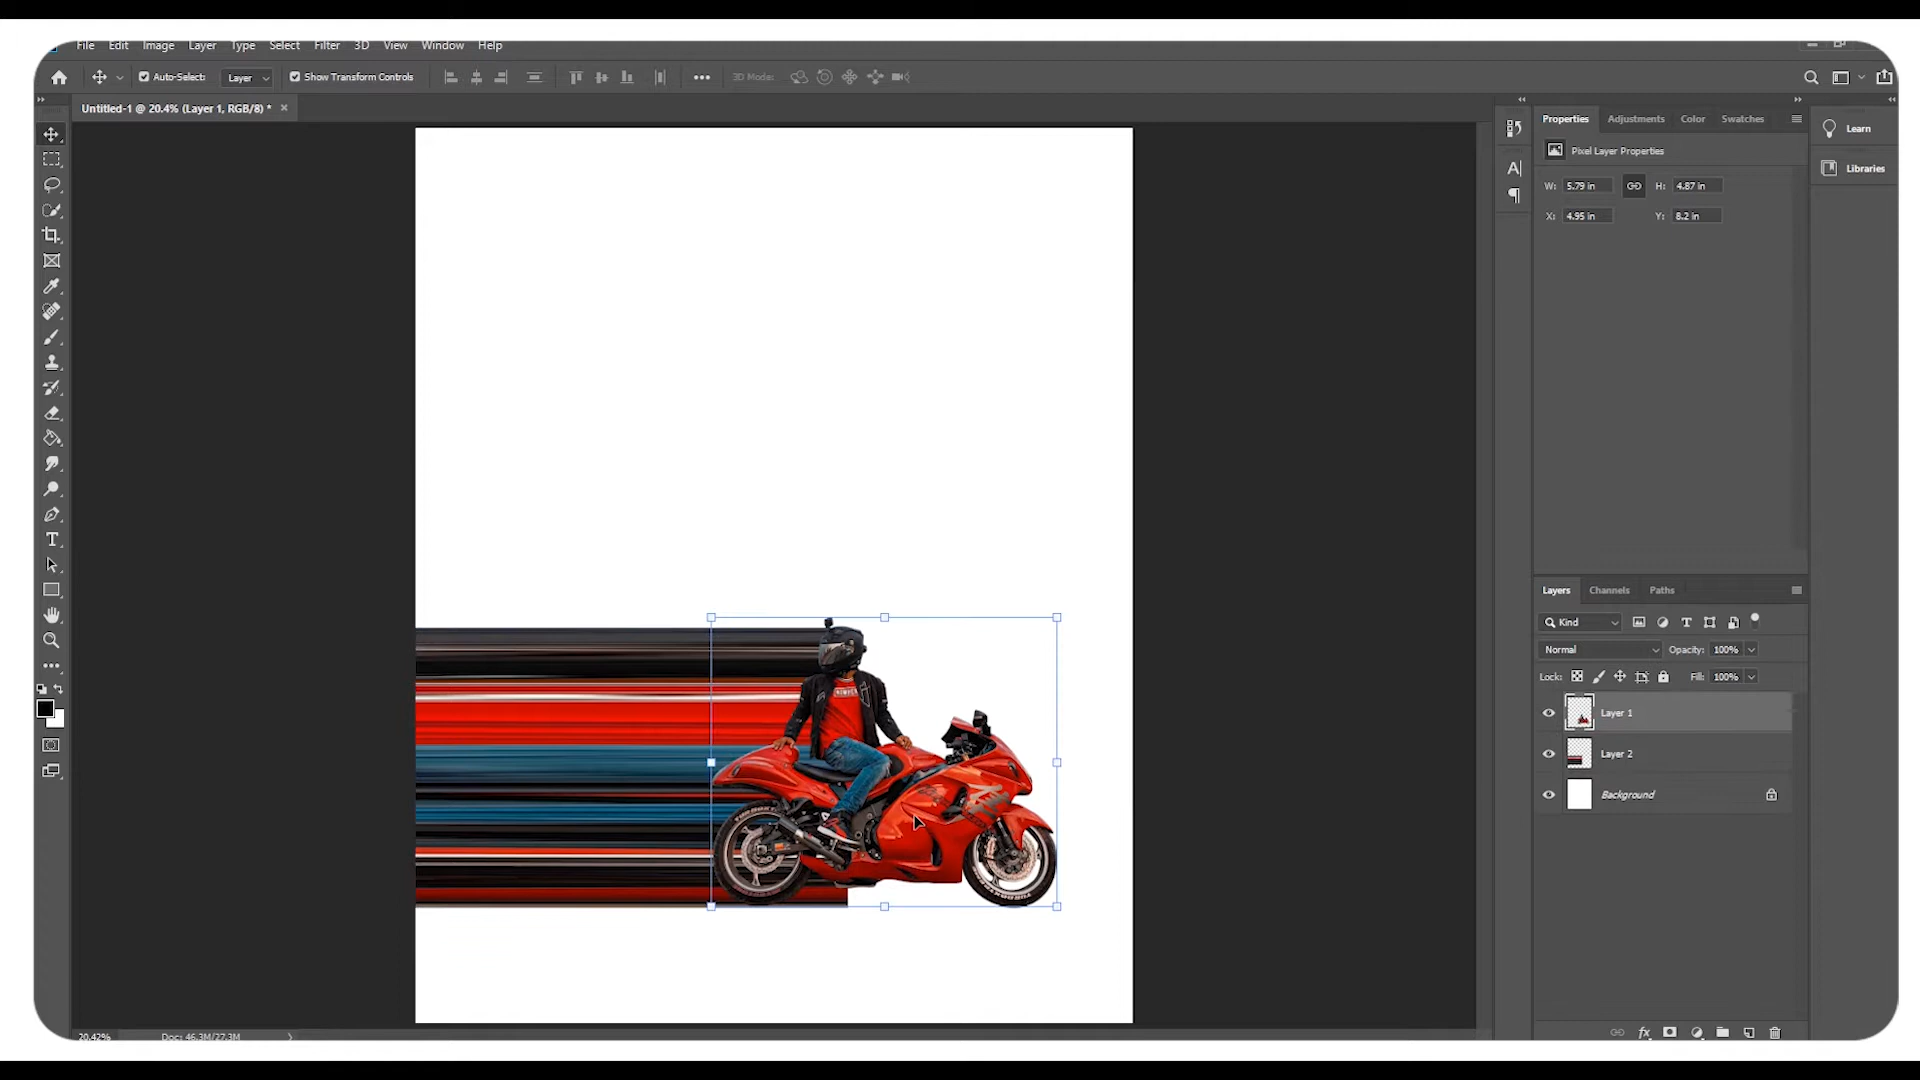 File Edit Image Layer Type Select Filter 3D View Window Help
Auto-Select: Layer Show Transform Controls 3D Mode:
Untitled-1 @ 20.4% (Layer 1, RGB/8) *
Properties Adjustments Color Swatches
Learn
Pixel Layer Properties
Libraries
W: 5.79 in H: 4.87 in
X: 4.95 in Y: 8.2 in
Layers Channels Paths
Kind
Normal Opacity: 100%
Lock: Fill: 100%
Layer 1
Layer 2
Background
20.42% Doc: 46.3M/27.3M